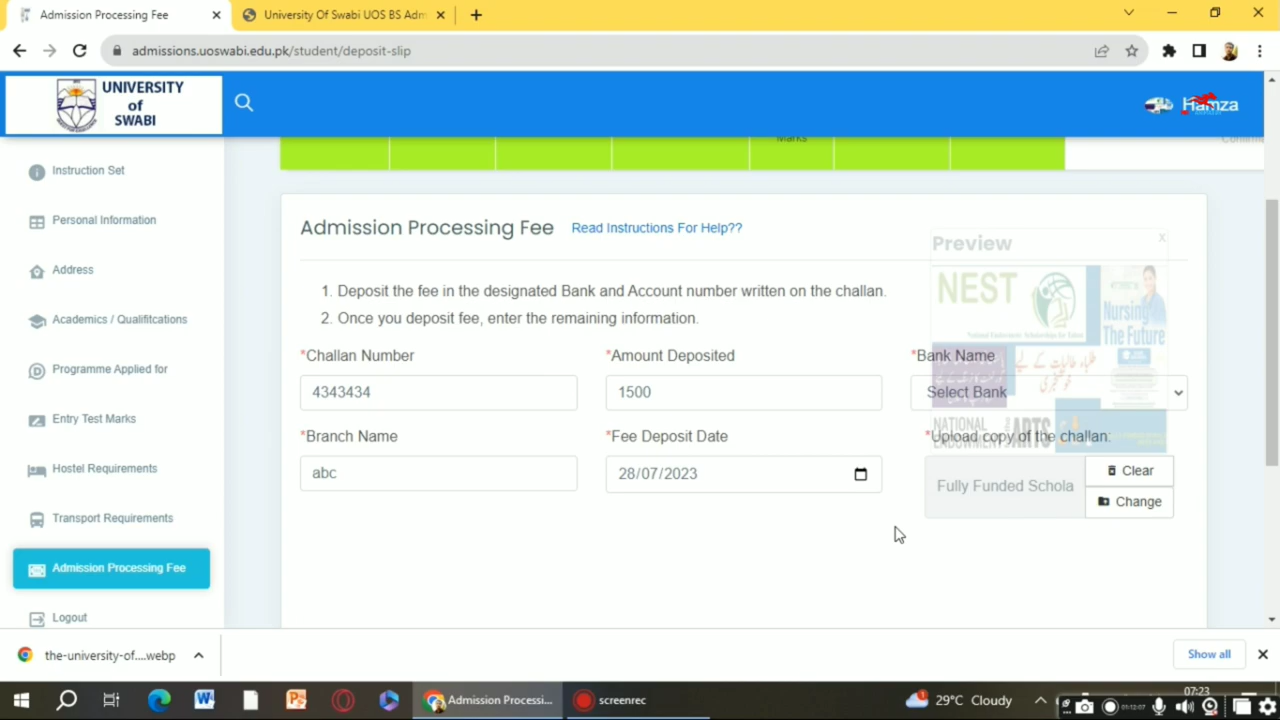 Admission Processing Fee
University Of Swabi UOS BS Adm
admissions.uoswabi.edu.pk/student/deposit-slip
UNIVERSITY
of
SWABI
Hamza
Marks
Instruction Set
Personal Information
Address
Academics / Qualifitcations
Programme Applied for
Entry Test Marks
Hostel Requirements
Transport Requirements
Admission Processing Fee
Logout
Admission Processing Fee
Read Instructions For Help??
1. Deposit the fee in the designated Bank and Account number written on the challan.
2. Once you deposit fee, enter the remaining information.
*Challan Number
*Amount Deposited
*Bank Name
4343434
1500
Select Bank
*Branch Name
*Fee Deposit Date
*Upload copy of the challan:
abc
28/07/2023
Fully Funded Schola
Clear
Change
Preview
X
NEST
Nursing
The Future
NATIONAL
ENDOWMENT
ARTS
the-university-of....webp
Show all
Admission Processi...
screenrec
29°C Cloudy
07:23
01:12:07